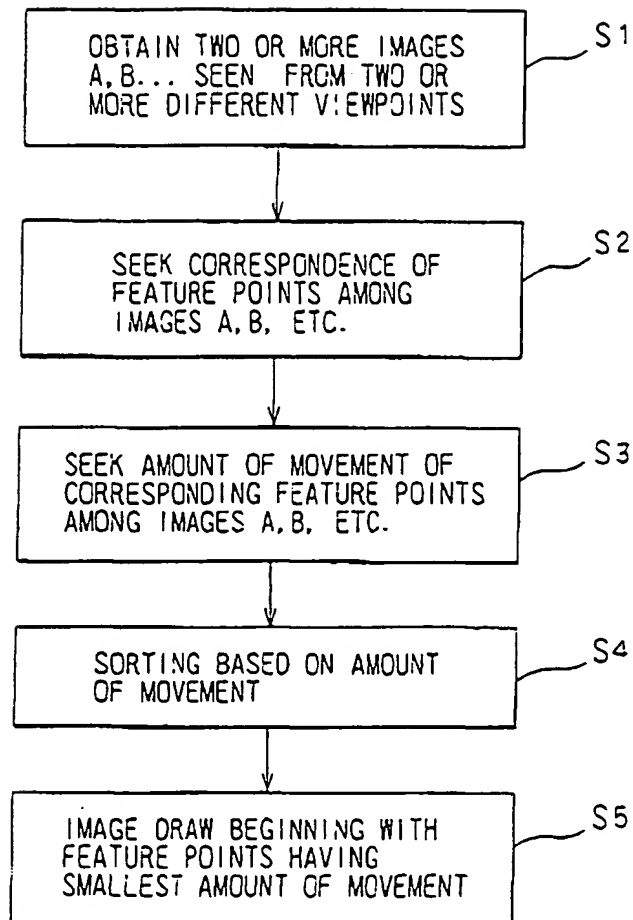 OBTAIN TWO OR MORE IMAGES
A,B... SEEN FROM TWO OR
MORE DIFFERENT VIEWPOINTS
S1
SEEK CORRESPONDENCE OF
FEATURE POINTS AMONG
IMAGES A,B, ETC.
S2
SEEK AMOUNT OF MOVEMENT OF
CORRESPONDING FEATURE POINTS
AMONG IMAGES A,B, ETC.
S3
SORTING BASED ON AMOUNT
OF MOVEMENT
S4
IMAGE DRAW BEGINNING WITH
FEATURE POINTS HAVING
SMALLEST AMOUNT OF MOVEMENT
S5